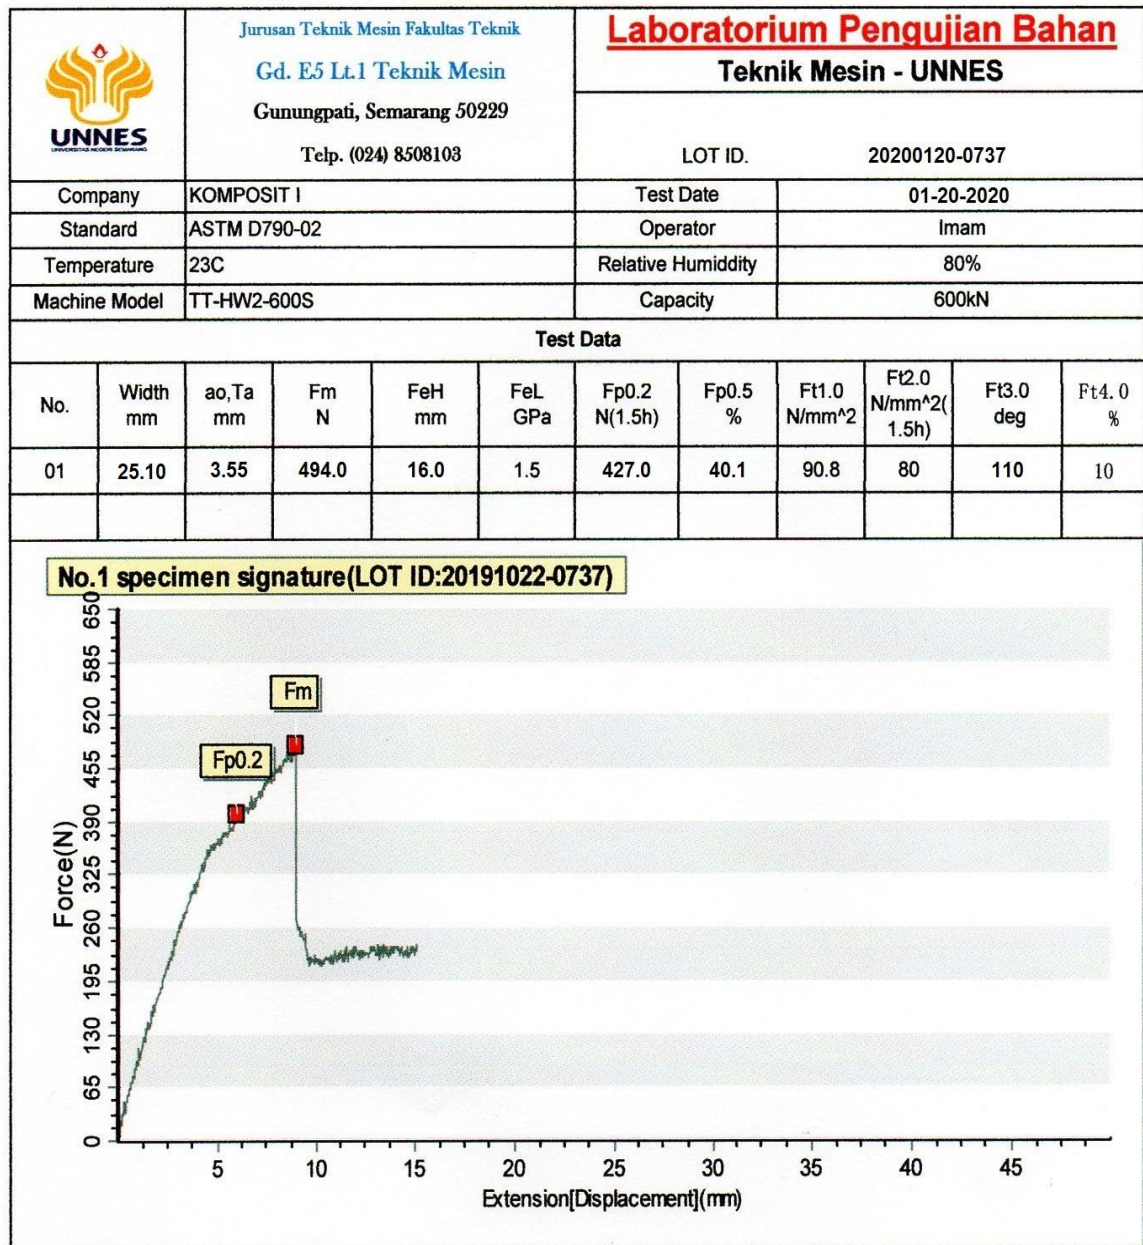 UNNES
UNIVERSITAS NEGERI SEMARANG
Jurusan Teknik Mesin Fakultas Teknik
Gd. E5 Lt.1 Teknik Mesin
Gunungpati, Semarang 50229
Telp. (024) 8508103
Laboratorium Pengujian Bahan
Teknik Mesin - UNNES
LOT ID. 20200120-0737
Company KOMPOSIT I Test Date 01-20-2020
Standard ASTM D790-02 Operator Imam
Temperature 23C Relative Humiddity 80%
Machine Model TT-HW2-600S Capacity 600kN
Test Data
No. Width mm ao,Ta mm Fm N FeH mm FeL GPa Fp0.2 N(1.5h) Fp0.5 % Ft1.0 N/mm^2 Ft2.0 N/mm^2(1.5h) Ft3.0 deg Ft4.0 %
01 25.10 3.55 494.0 16.0 1.5 427.0 40.1 90.8 80 110 10
No.1 specimen signature(LOT ID:20191022-0737)
650
585
520
455
390
325
260
195
130
65
0
Force(N)
Fm
Fp0.2
5 10 15 20 25 30 35 40 45
Extension[Displacement](mm)